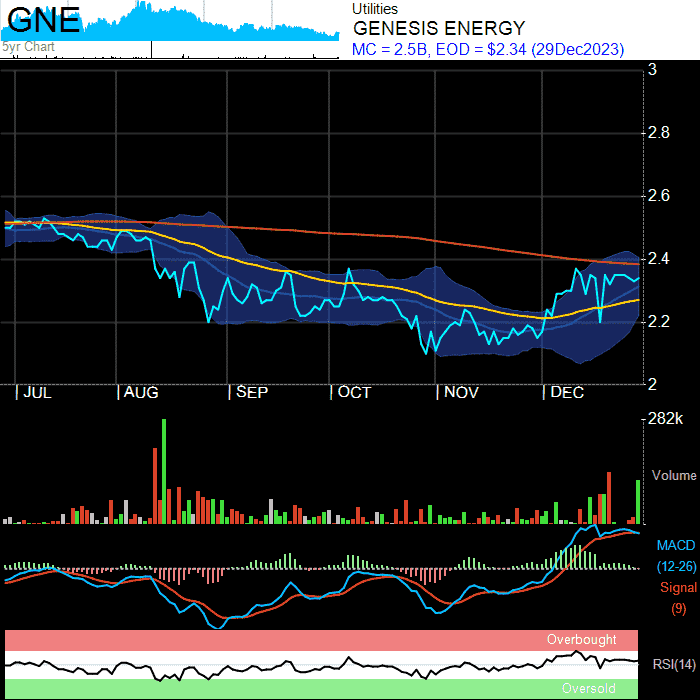 GNE
5yr Chart
Utilities
GENESIS ENERGY
MC = 2.5B, EOD = $2.34 (29Dec2023)
3
2.8
2.6
2.4
2.2
2
JUL AUG SEP OCT NOV DEC
282k
Volume
MACD
(12-26)
Signal
(9)
Overbought
RSI(14)
Oversold